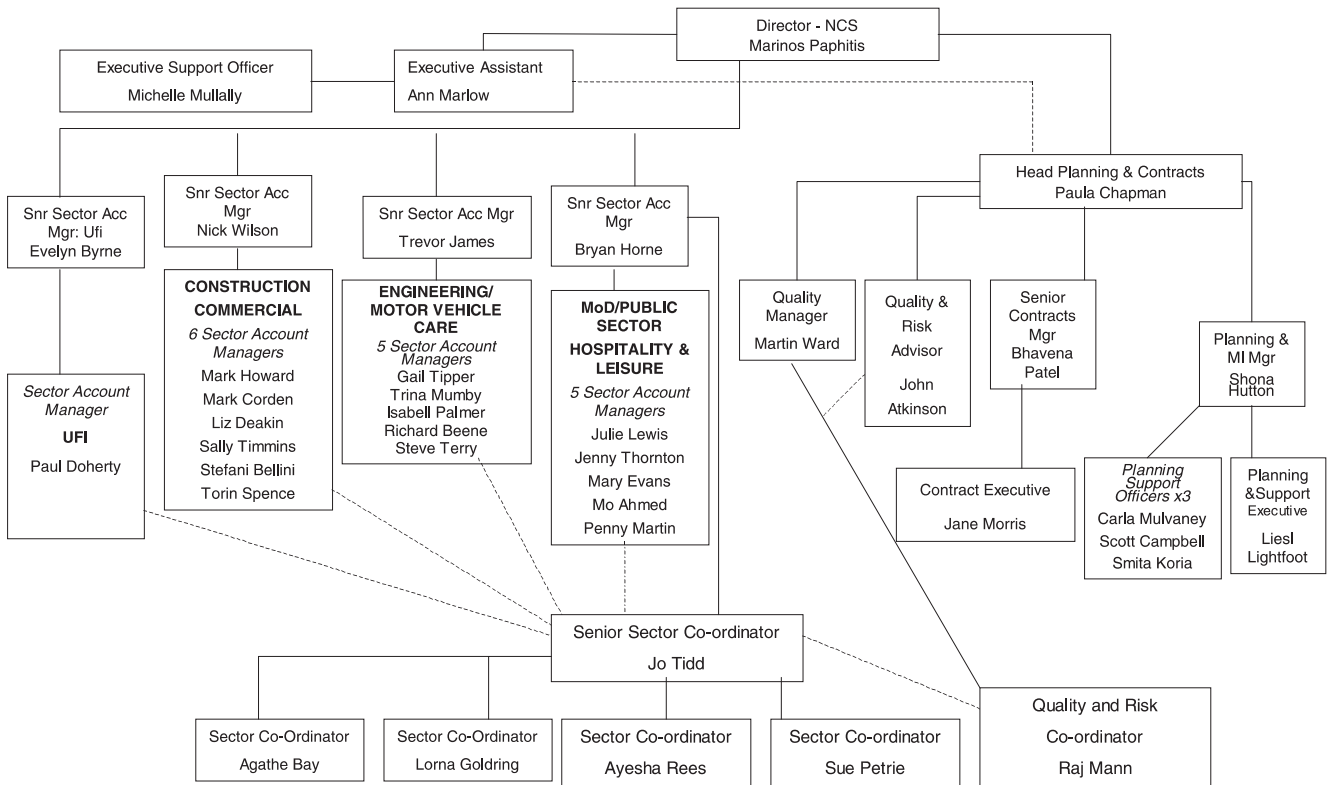 Director - NCS
Marinos Paphitis
Executive Support Officer
Michelle Mullally
Executive Assistant
Ann Marlow
Head Planning & Contracts
Paula Chapman
Snr Sector Acc
Mgr: Ufi
Evelyn Byrne
Snr Sector Acc
Mgr
Nick Wilson
Snr Sector Acc Mgr
Trevor James
Snr Sector Acc
Mgr
Bryan Horne
Sector Account
Manager
UFI
Paul Doherty
CONSTRUCTION
COMMERCIAL
6 Sector Account
Managers
Mark Howard
Mark Corden
Liz Deakin
Sally Timmins
Stefani Bellini
Torin Spence
ENGINEERING/
MOTOR VEHICLE
CARE
5 Sector Account
Managers
Gail Tipper
Trina Mumby
Isabell Palmer
Richard Beene
Steve Terry
MoD/PUBLIC
SECTOR
HOSPITALITY &
LEISURE
5 Sector Account
Managers
Julie Lewis
Jenny Thornton
Mary Evans
Mo Ahmed
Penny Martin
Quality
Manager
Martin Ward
Quality &
Risk
Advisor
John
Atkinson
Senior
Contracts
Mgr
Bhavena
Patel
Planning &
MI Mgr
Shona
Hutton
Contract Executive
Jane Morris
Planning
Support
Officers x3
Carla Mulvaney
Scott Campbell
Smita Koria
Planning
&Support
Executive
Liesl
Lightfoot
Senior Sector Co-ordinator
Jo Tidd
Sector Co-Ordinator
Agathe Bay
Sector Co-Ordinator
Lorna Goldring
Sector Co-ordinator
Ayesha Rees
Sector Co-ordinator
Sue Petrie
Quality and Risk
Co-ordinator
Raj Mann